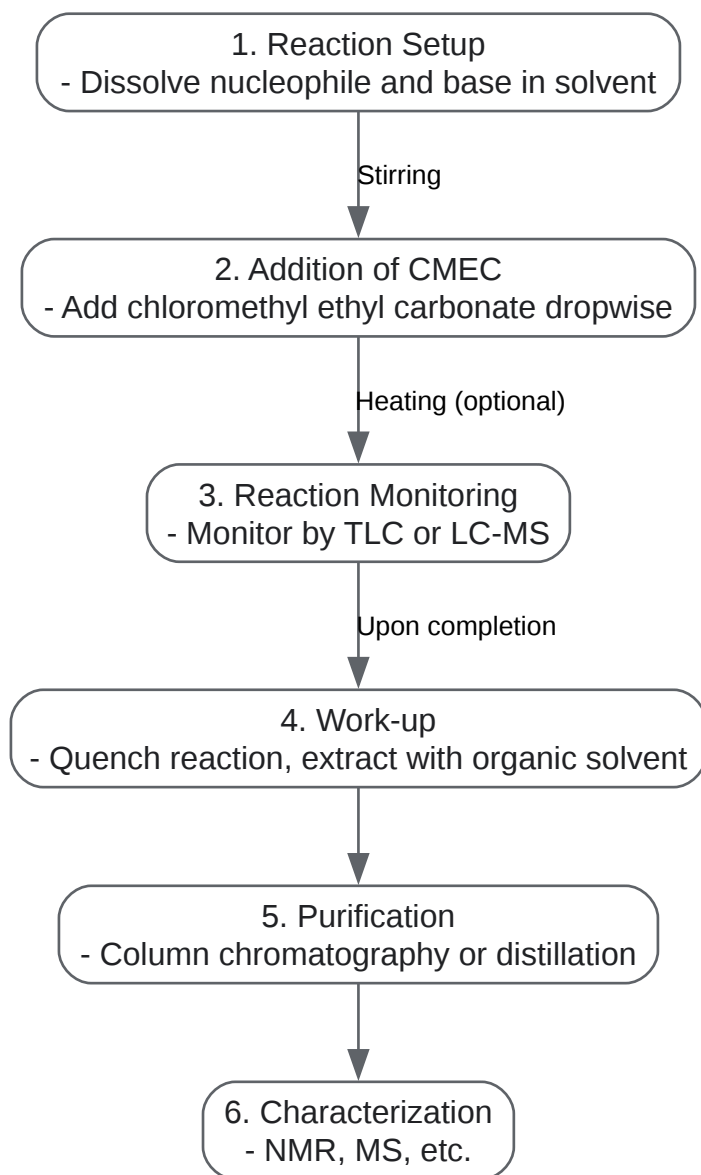 1. Reaction Setup
- Dissolve nucleophile and base in solvent
Stirring
2. Addition of CMEC
- Add chloromethyl ethyl carbonate dropwise
Heating (optional)
3. Reaction Monitoring
- Monitor by TLC or LC-MS
Upon completion
4. Work-up
- Quench reaction, extract with organic solvent
5. Purification
- Column chromatography or distillation
6. Characterization
- NMR, MS, etc.